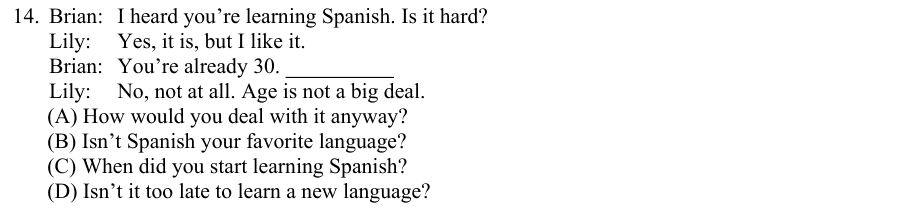 14. Brian: I heard you’re learning Spanish. Is it hard?
Lily: Yes, it is, but I like it.
Brian: You’re already 30. __________
Lily: No, not at all. Age is not a big deal.
(A) How would you deal with it anyway?
(B) Isn’t Spanish your favorite language?
(C) When did you start learning Spanish?
(D) Isn’t it too late to learn a new language?